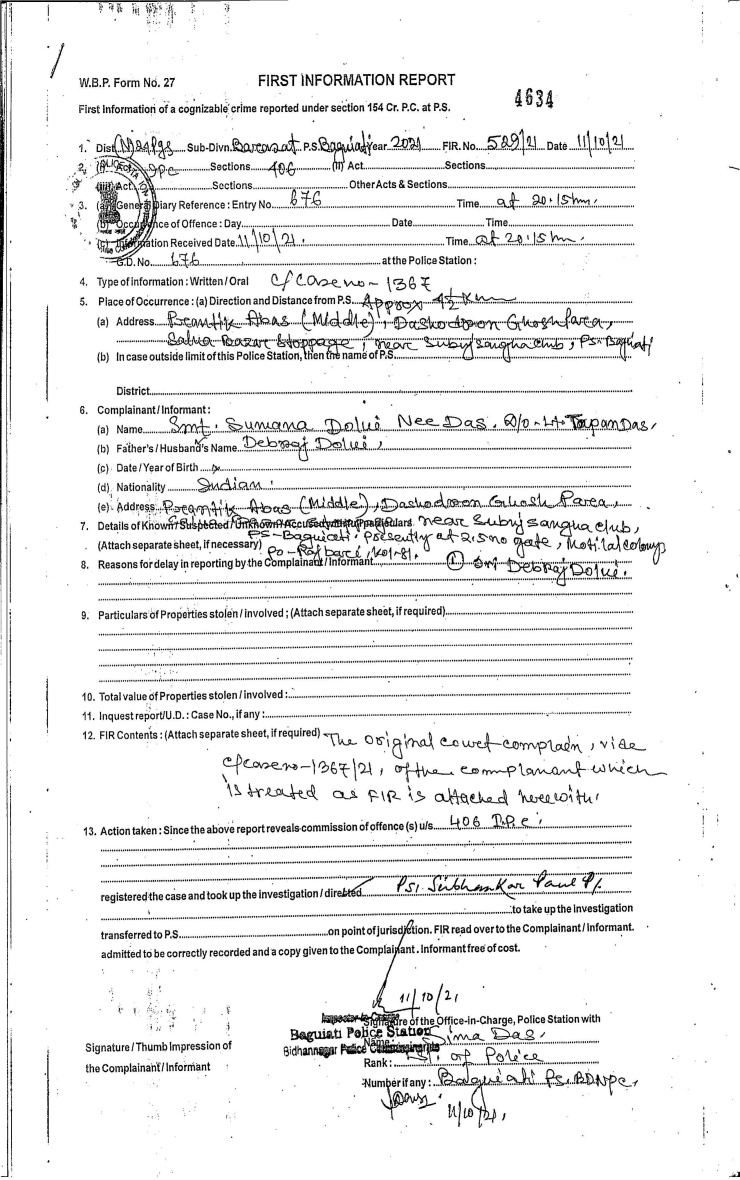 W.B.P. Form No. 27 FIRST INFORMATION REPORT
4634
First Information of a cognizable crime reported under section 154 Cr. P.C. at P.S.
1. Dist Sub-Divn. Barasat P.S. Baguiati Year 2021 FIR. No. 529/21 Date 11/10/21
2. (i) Act IPC Sections 406 (ii) Act Sections
(iii) Act Sections Other Acts & Sections
3. (a) General Diary Reference : Entry No. 676 Time at 20.15 hrs.
(b) Occurrence of Offence : Day Date Time
(c) Information Received Date 11/10/21. Time at 20.15 hrs.
G.D. No. 676 at the Police Station :
4. Type of Information : Written / Oral C/Case no - 1367
5. Place of Occurrence : (a) Direction and Distance from P.S. Approx 4½ Km
(a) Address Prantik Abas (Middle), Dashodroon Ghosh Parea,
Salua Bazar Stoppage, near Subuj Sangha club, PS- Baguiati
(b) In case outside limit of this Police Station, then the name of P.S.
District
6. Complainant / Informant :
(a) Name Smt. Sumana Dolui Nee Das. D/O - Lt. Tapan Das,
(b) Father's / Husband's Name Debraj Dolui,
(c) Date / Year of Birth x
(d) Nationality Indian
(e) Address Prantik Abas (Middle), Dashodroon Ghosh Parea,
near Subuj sangha club,
7. Details of Known / Suspected / Unknown / Accused with full particulars
PS- Baguiati. Presently at 2.5 no gate, Motilal colony
(Attach separate sheet, if necessary) Po- Rajbari, Kol-81.
8. Reasons for delay in reporting by the Complainant / Informant ① Sri Debraj Dolui.
9. Particulars of Properties stolen / involved ; (Attach separate sheet, if required)
10. Total value of Properties stolen / involved :
11. Inquest report/U.D. : Case No., if any :
12. FIR Contents : (Attach separate sheet, if required) The original court complain, vide
C/Case no-1367/21, of the complanant which
is treated as FIR is attached herewith.
13. Action taken : Since the above report reveals commission of offence (s) u/s 406 I.P.C.
registered the case and took up the investigation / directed PSI Subhankar Paul
to take up the Investigation
transferred to P.S. on point of jurisdiction. FIR read over to the Complainant / Informant.
admitted to be correctly recorded and a copy given to the Complainant. Informant free of cost.
11/10/21
Inspector-in-Charge
Signature of the Office-in-Charge, Police Station with
Baguiati Police Station
Name : Sima Das,
Bidhannagar Police Commissionerate
Signature / Thumb Impression of
the Complainant / Informant
Rank : S.I. of Police
Number if any : Baguiati PS. BDNPC,
11/10/21,